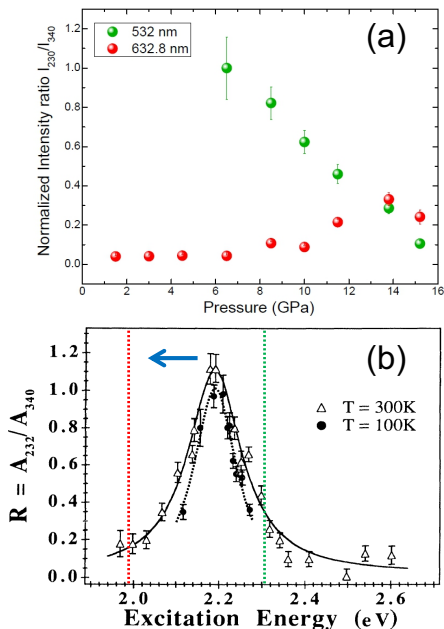 (a)
532 nm
632.8 nm
Normalized Intensity ratio I230/I340
1.2
1.0
0.8
0.6
0.4
0.2
0.0
0 2 4 6 8 10 12 14 16
Pressure (GPa)
(b)
1.2
1.0
0.8
0.6
0.4
0.2
0.0
R = A232/A340
T = 300K
T = 100K
2.0 2.2 2.4 2.6
Excitation Energy (eV)